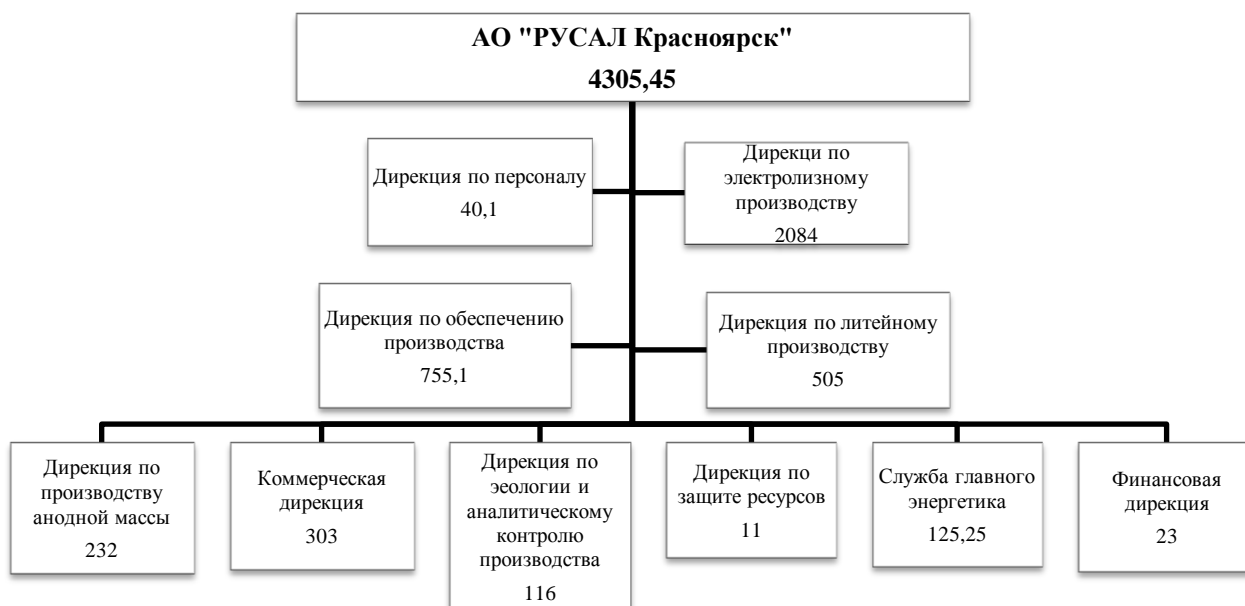 АО "РУСАЛ Красноярск"
4305,45
Дирекция по персоналу
40,1
Дирекци по
электролизному
производству
2084
Дирекция по обеспечению
производства
755,1
Дирекция по литейному
производству
505
Дирекция по
производству
анодной массы
232
Коммерческая
дирекция
303
Дирекция по
эеологии и
аналитическому
контролю
производства
116
Дирекция по
защите ресурсов
11
Служба главного
энергетика
125,25
Финансовая
дирекция
23